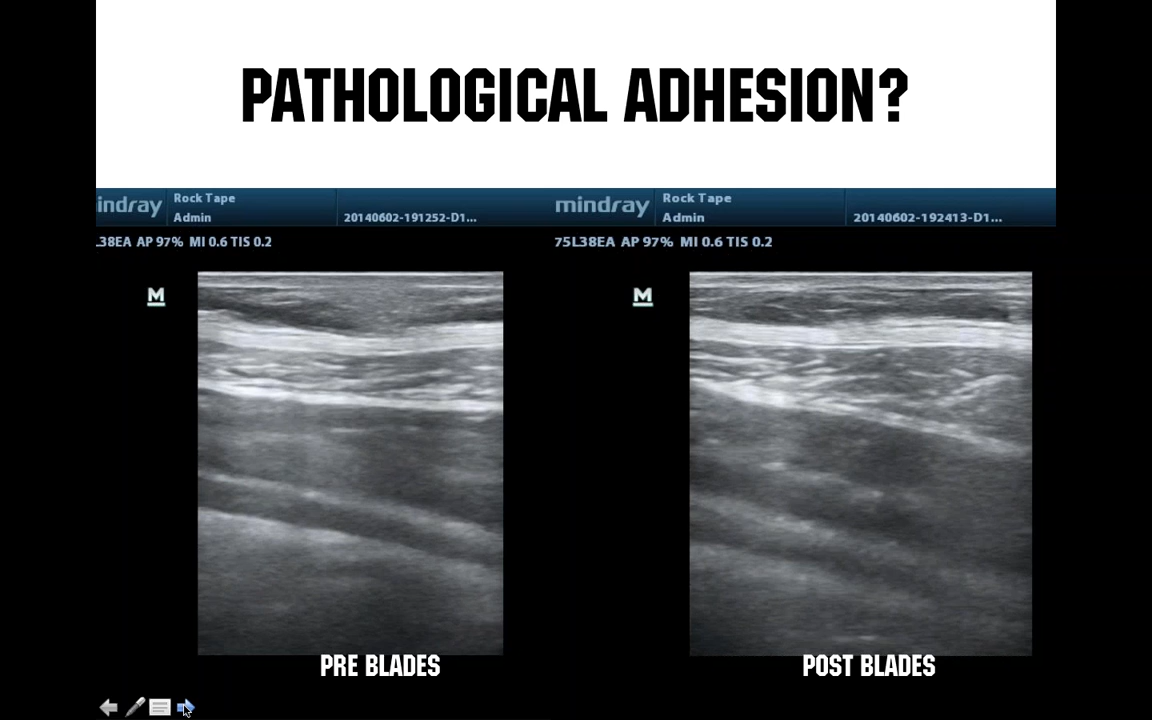 PATHOLOGICAL ADHESION?
indray Rock Tape mindray Rock Tape
Admin 20140602-191252-D1... Admin 20140602-192413-D1...
.38EA AP 97% MI 0.6 TIS 0.2 75L38EA AP 97% MI 0.6 TIS 0.2
M M
PRE BLADES POST BLADES